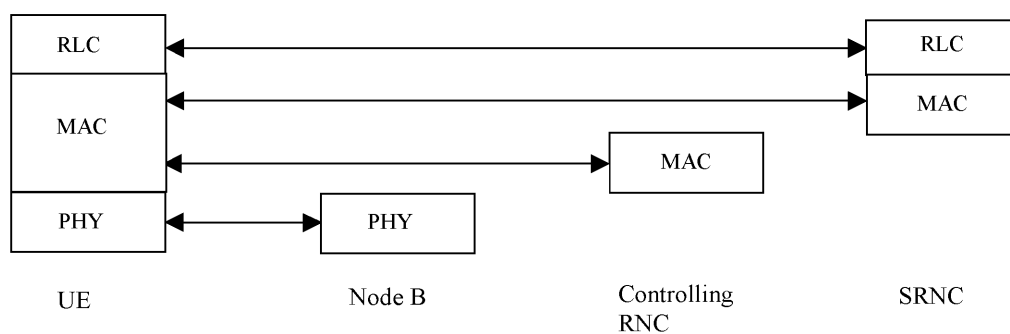 RLC
RLC
MAC
MAC
MAC
PHY
PHY
UE
Node B
Controlling
RNC
SRNC